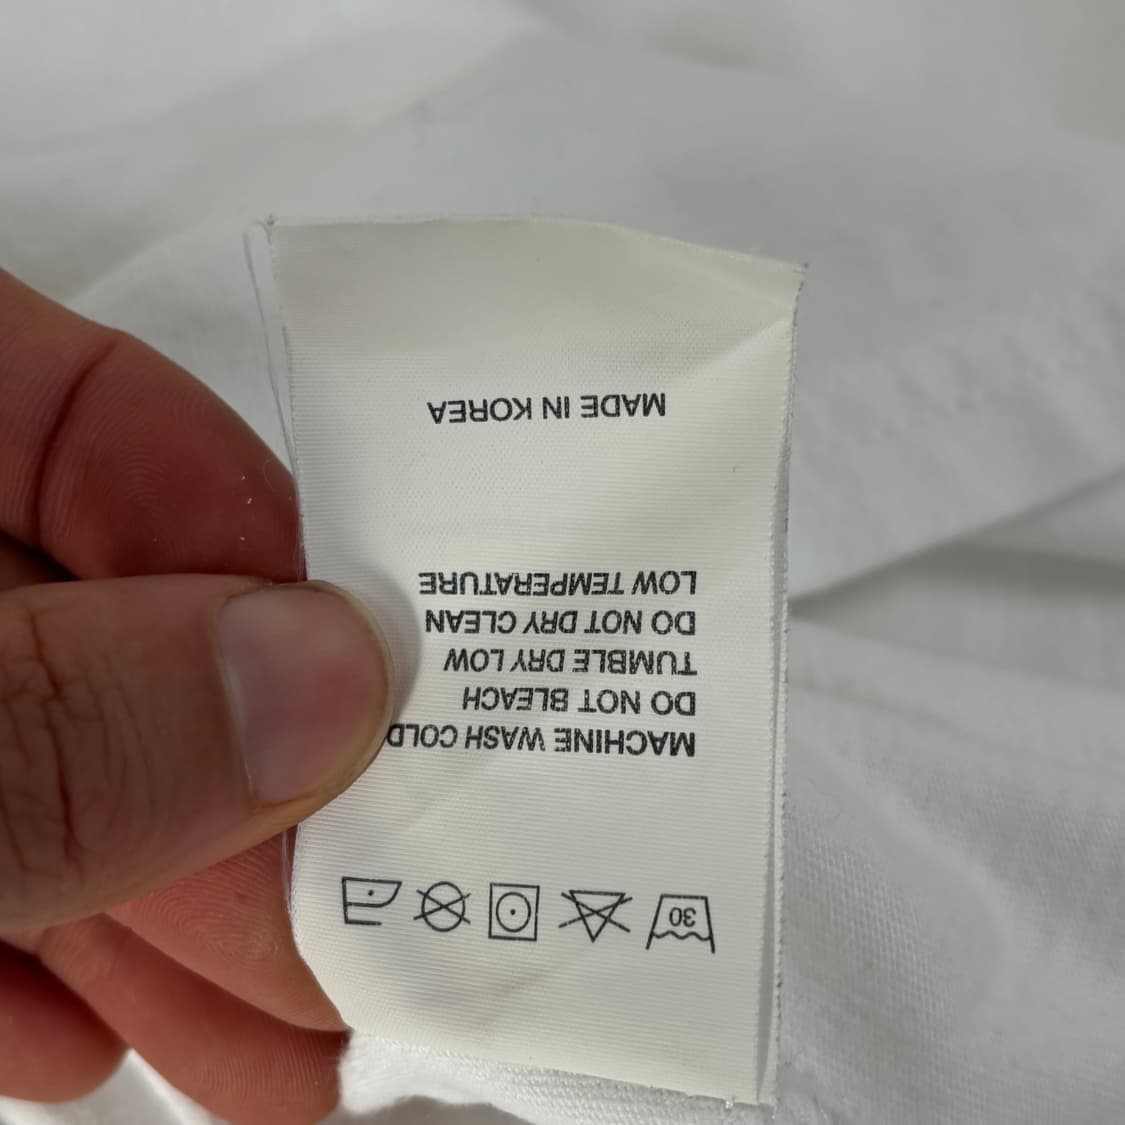 30
MACHINE WASH COLD
DO NOT BLEACH
TUMBLE DRY LOW
DO NOT DRY CLEAN
LOW TEMPERATURE
MADE IN KOREA